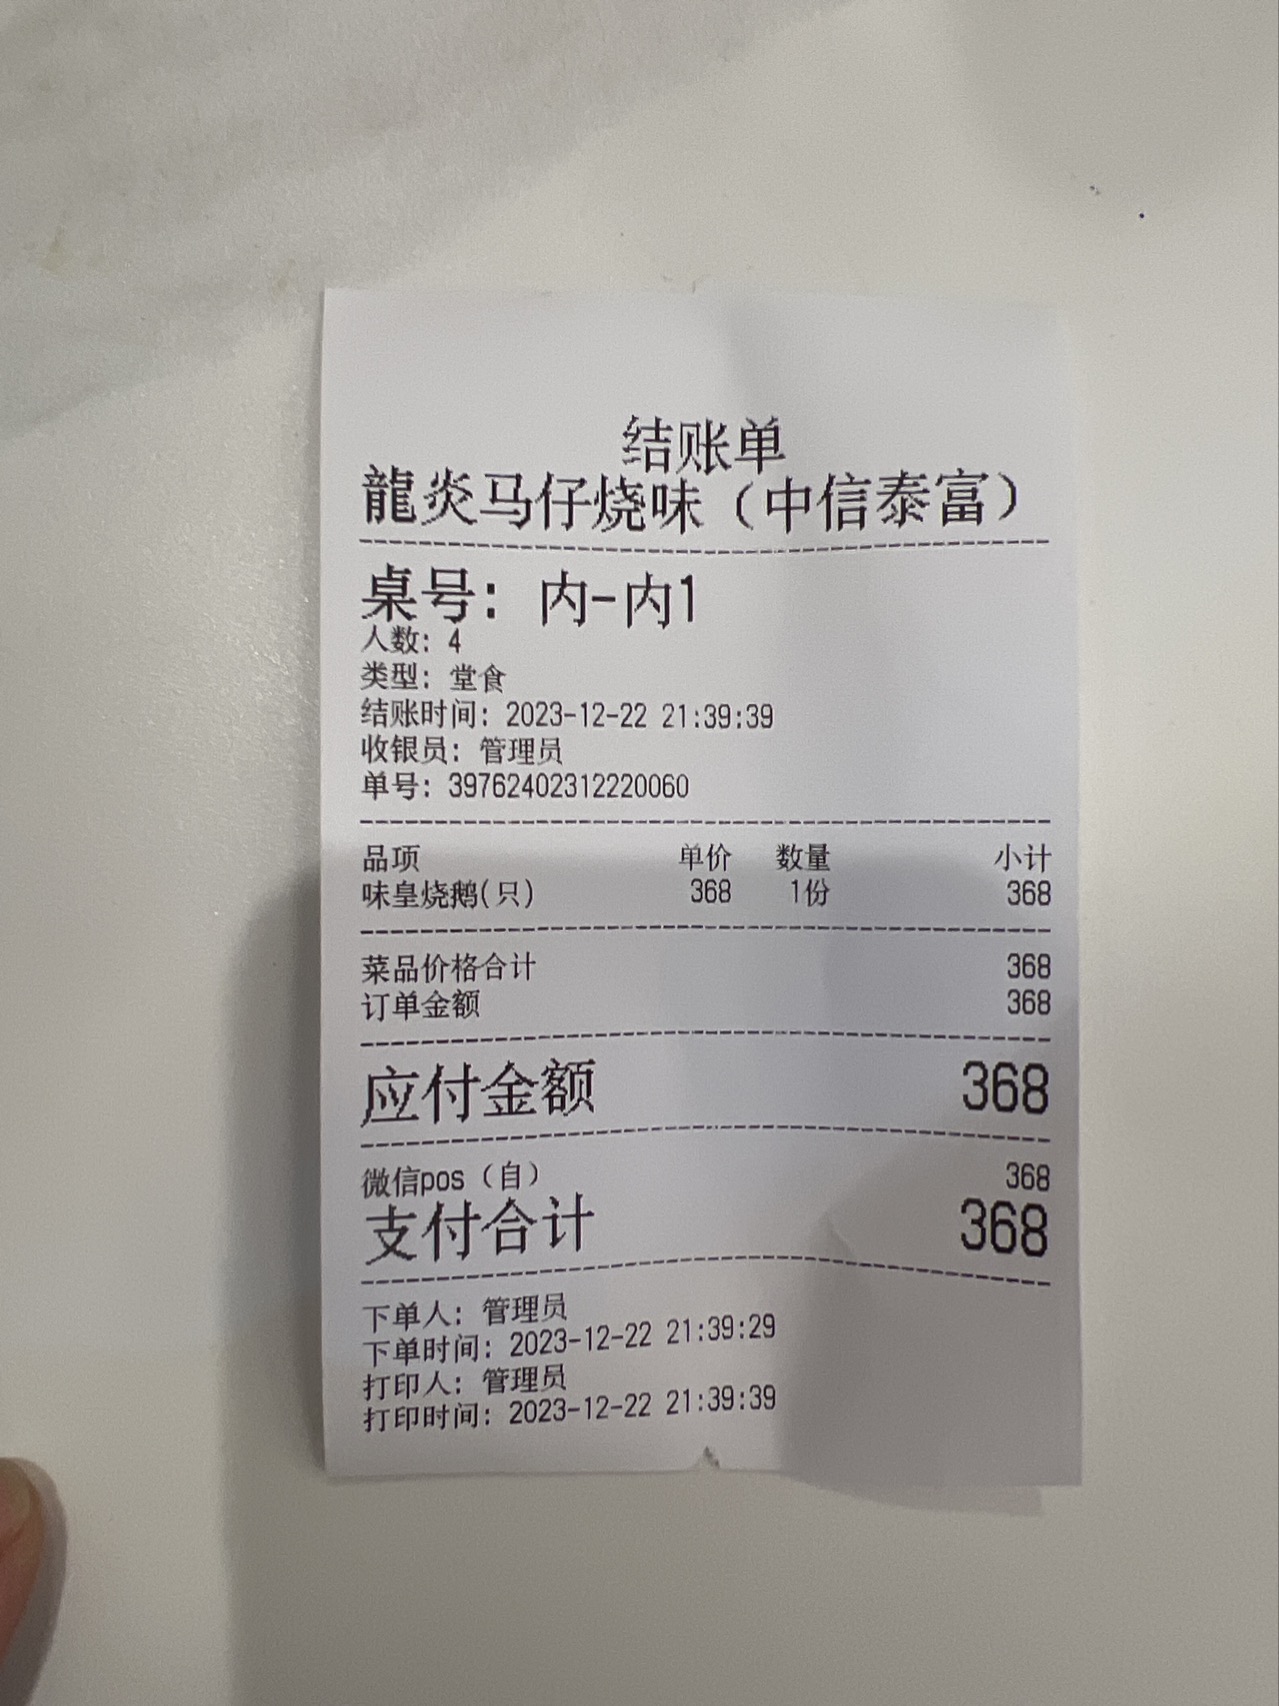 结账单
龍炎马仔烧味（中信泰富）
桌号：内-内1
人数：4
类型：堂食
结账时间：2023-12-22 21:39:39
收银员：管理员
单号：39762402312220060
品项 单价 数量 小计
味皇烧鹅(只) 368 1份 368
菜品价格合计 368
订单金额 368
应付金额 368
微信pos（自） 368
支付合计 368
下单人：管理员
下单时间：2023-12-22 21:39:29
打印人：管理员
打印时间：2023-12-22 21:39:39